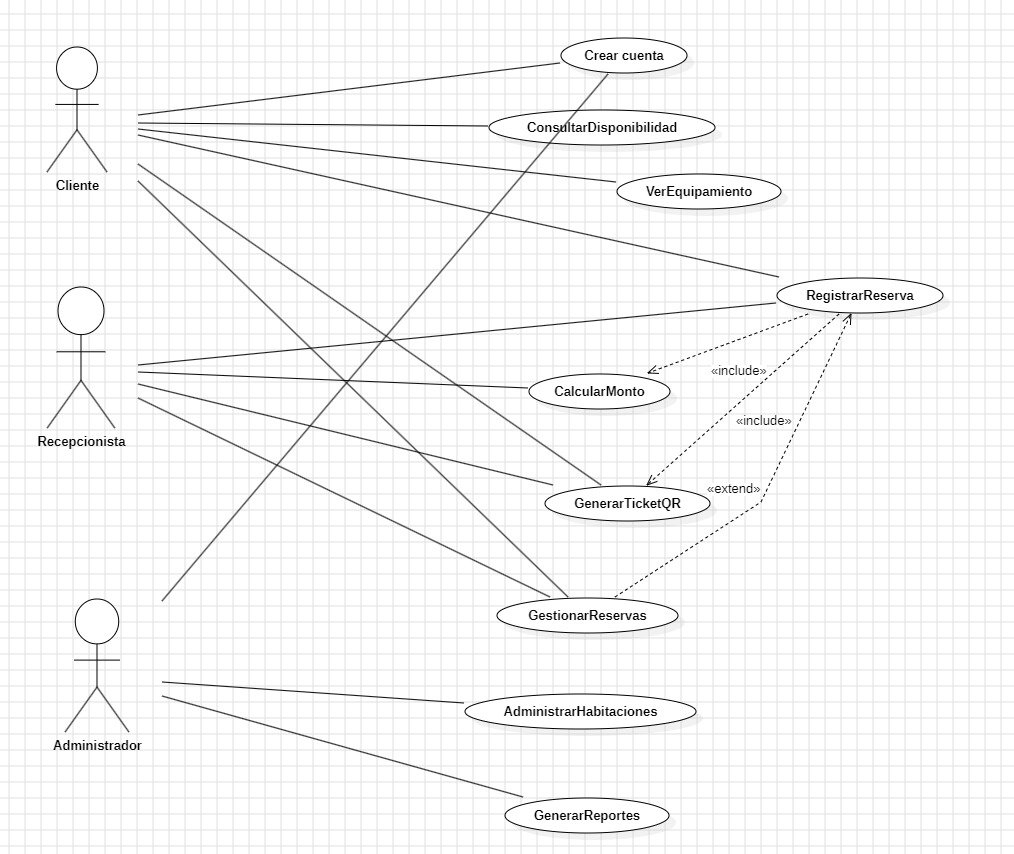 Crear cuenta
ConsultarDisponibilidad
Cliente
VerEquipamiento
RegistrarReserva
«include»
CalcularMonto
«include»
Recepcionista
«extend»
GenerarTicketQR
GestionarReservas
AdministrarHabitaciones
Administrador
GenerarReportes